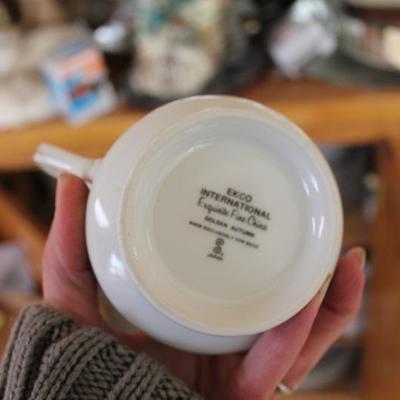 EKCO
INTERNATIONAL
Exquisite Fine China
GOLDEN AUTUMN
MADE EXCLUSIVELY FOR EKCO
JAPAN